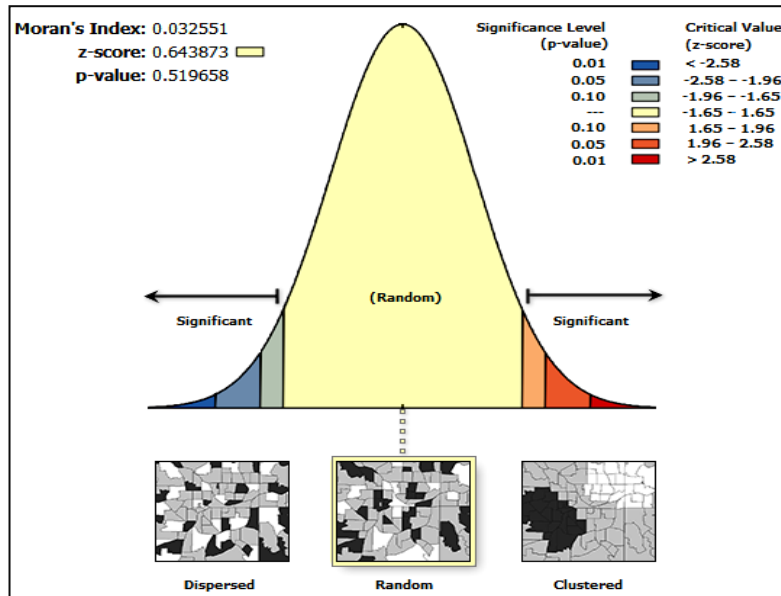 Moran's Index: 0.032551
z-score: 0.643873
p-value: 0.519658
Significance Level
(p-value)
Critical Value
(z-score)
0.01 < -2.58
0.05 -2.58 – -1.96
0.10 -1.96 – -1.65
--- -1.65 – 1.65
0.10 1.65 – 1.96
0.05 1.96 – 2.58
0.01 > 2.58
(Random)
Significant
Significant
Dispersed
Random
Clustered